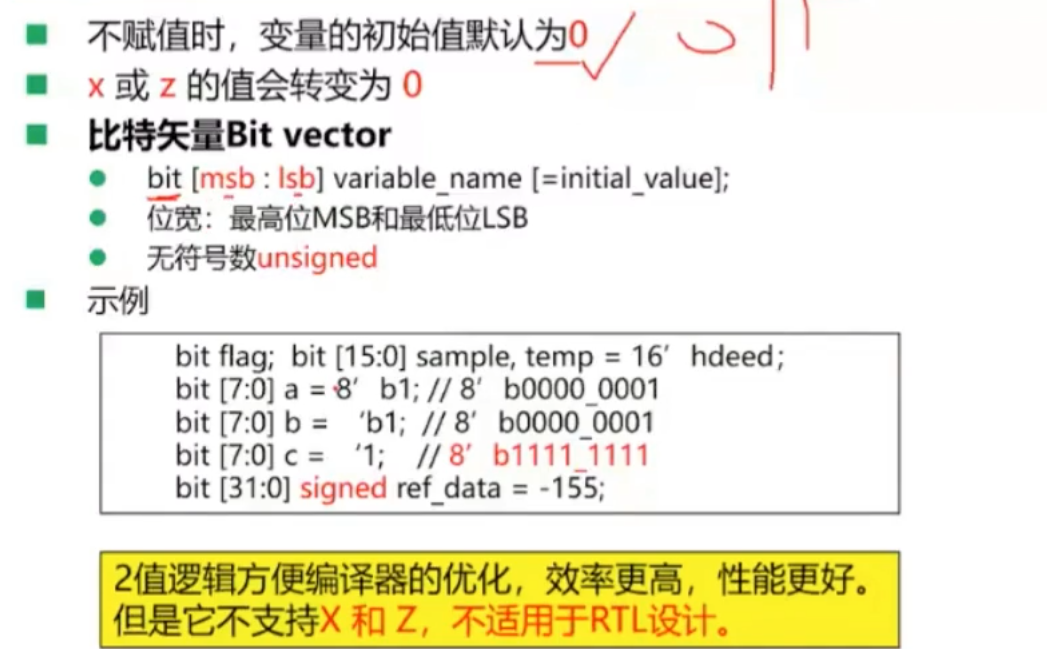 不赋值时，变量的初始值默认为0
x 或 z 的值会转变为 0
比特矢量Bit vector
bit [msb : lsb] variable_name [=initial_value];
位宽：最高位MSB和最低位LSB
无符号数unsigned
示例
bit flag; bit [15:0] sample, temp = 16’ hdeed;
bit [7:0] a = 8’ b1; // 8’ b0000_0001
bit [7:0] b = ‘b1; // 8’ b0000_0001
bit [7:0] c = ‘1; // 8’ b1111_1111
bit [31:0] signed ref_data = -155;
2值逻辑方便编译器的优化，效率更高，性能更好。
但是它不支持X 和 Z，不适用于RTL设计。